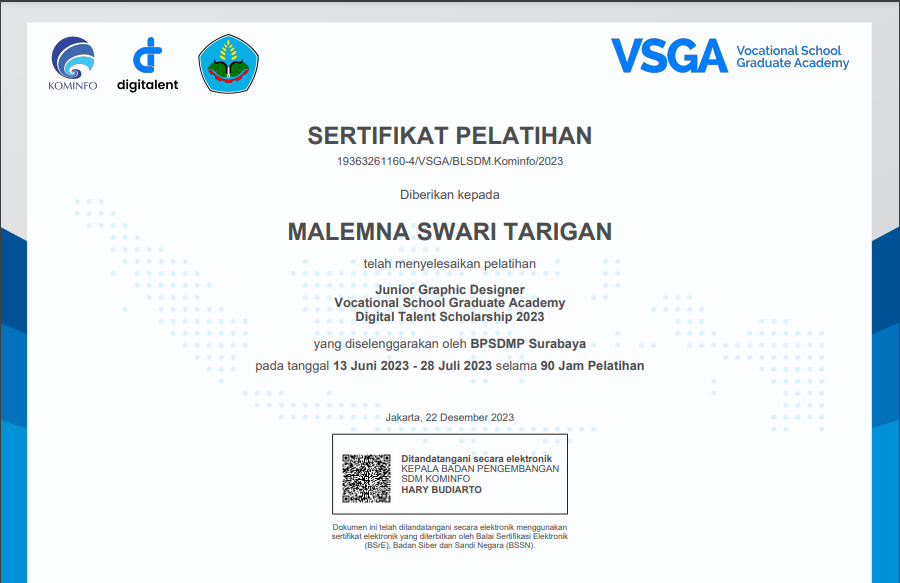 KOMINFO
digitalent
VSGA
Vocational School
Graduate Academy
SERTIFIKAT PELATIHAN
19363261160-4/VSGA/BLSDM.Kominfo/2023
Diberikan kepada
MALEMNA SWARI TARIGAN
telah menyelesaikan pelatihan
Junior Graphic Designer
Vocational School Graduate Academy
Digital Talent Scholarship 2023
yang diselenggarakan oleh BPSDMP Surabaya
pada tanggal 13 Juni 2023 - 28 Juli 2023 selama 90 Jam Pelatihan
Jakarta, 22 Desember 2023
Ditandatangani secara elektronik
KEPALA BADAN PENGEMBANGAN
SDM KOMINFO
HARY BUDIARTO
Dokumen ini telah ditandatangani secara elektronik menggunakan
sertifikat elektronik yang diterbitkan oleh Balai Sertifikasi Elektronik
(BSrE), Badan Siber dan Sandi Negara (BSSN).